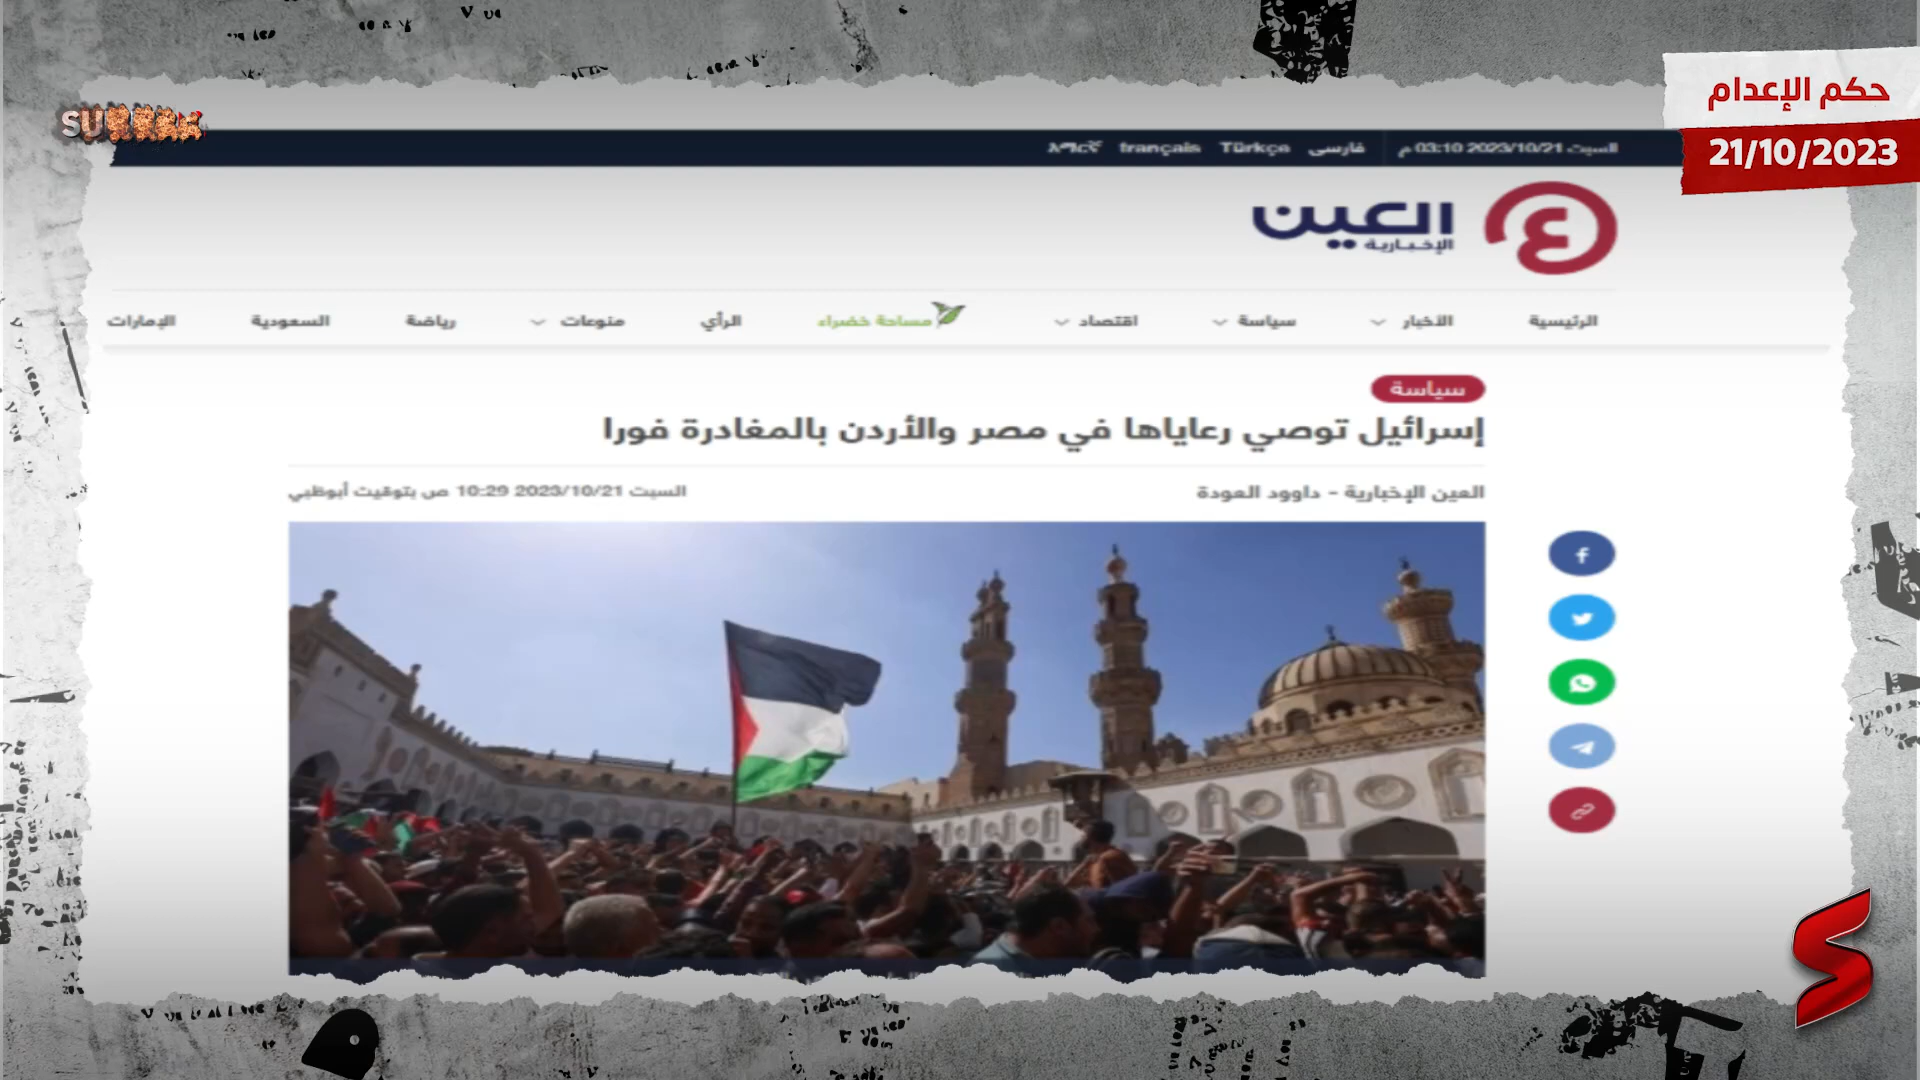 حكم الإعدام
21/10/2023
السبت 2023/10/21 03:10 م
فارسی Türkçe français አማርኛ
العين
الإخبارية
الرئيسية الأخبار سياسة اقتصاد مساحة خضراء الرأي منوعات رياضة السعودية الإمارات
سياسة
إسرائيل توصي رعاياها في مصر والأردن بالمغادرة فورا
العين الإخبارية - داوود العودة
السبت 2023/10/21 10:29 ص بتوقيت أبوظبي